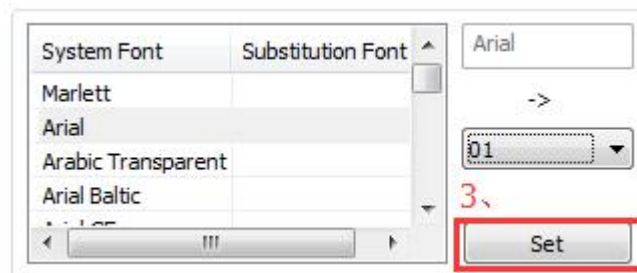 System Font Substitution Font
Marlett
Arial
Arabic Transparent
Arial Baltic
Arial
->
01
3、
Set